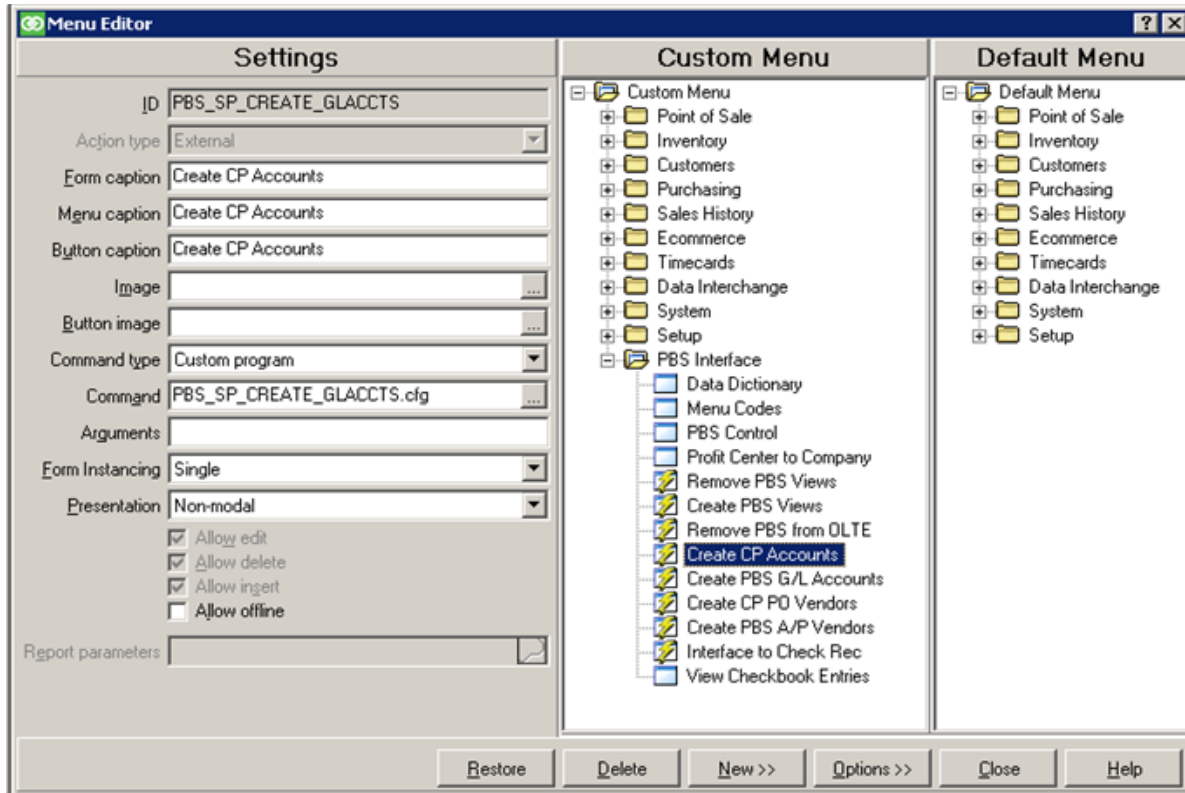 Menu Editor
Settings
ID PBS_SP_CREATE_GLACCTS
Action type External
Form caption Create CP Accounts
Menu caption Create CP Accounts
Button caption Create CP Accounts
Image ...
Button image ...
Command type Custom program
Command PBS_SP_CREATE_GLACCTS.cfg ...
Arguments
Form Instancing Single
Presentation Non-modal
Allow edit
Allow delete
Allow insert
Allow offline
Report parameters
Custom Menu
Custom Menu
Point of Sale
Inventory
Customers
Purchasing
Sales History
Ecommerce
Timecards
Data Interchange
System
Setup
PBS Interface
Data Dictionary
Menu Codes
PBS Control
Profit Center to Company
Remove PBS Views
Create PBS Views
Remove PBS from OLTE
Create CP Accounts
Create PBS G/L Accounts
Create CP PO Vendors
Create PBS A/P Vendors
Interface to Check Rec
View Checkbook Entries
Default Menu
Default Menu
Point of Sale
Inventory
Customers
Purchasing
Sales History
Ecommerce
Timecards
Data Interchange
System
Setup
Restore Delete New >> Options >> Close Help